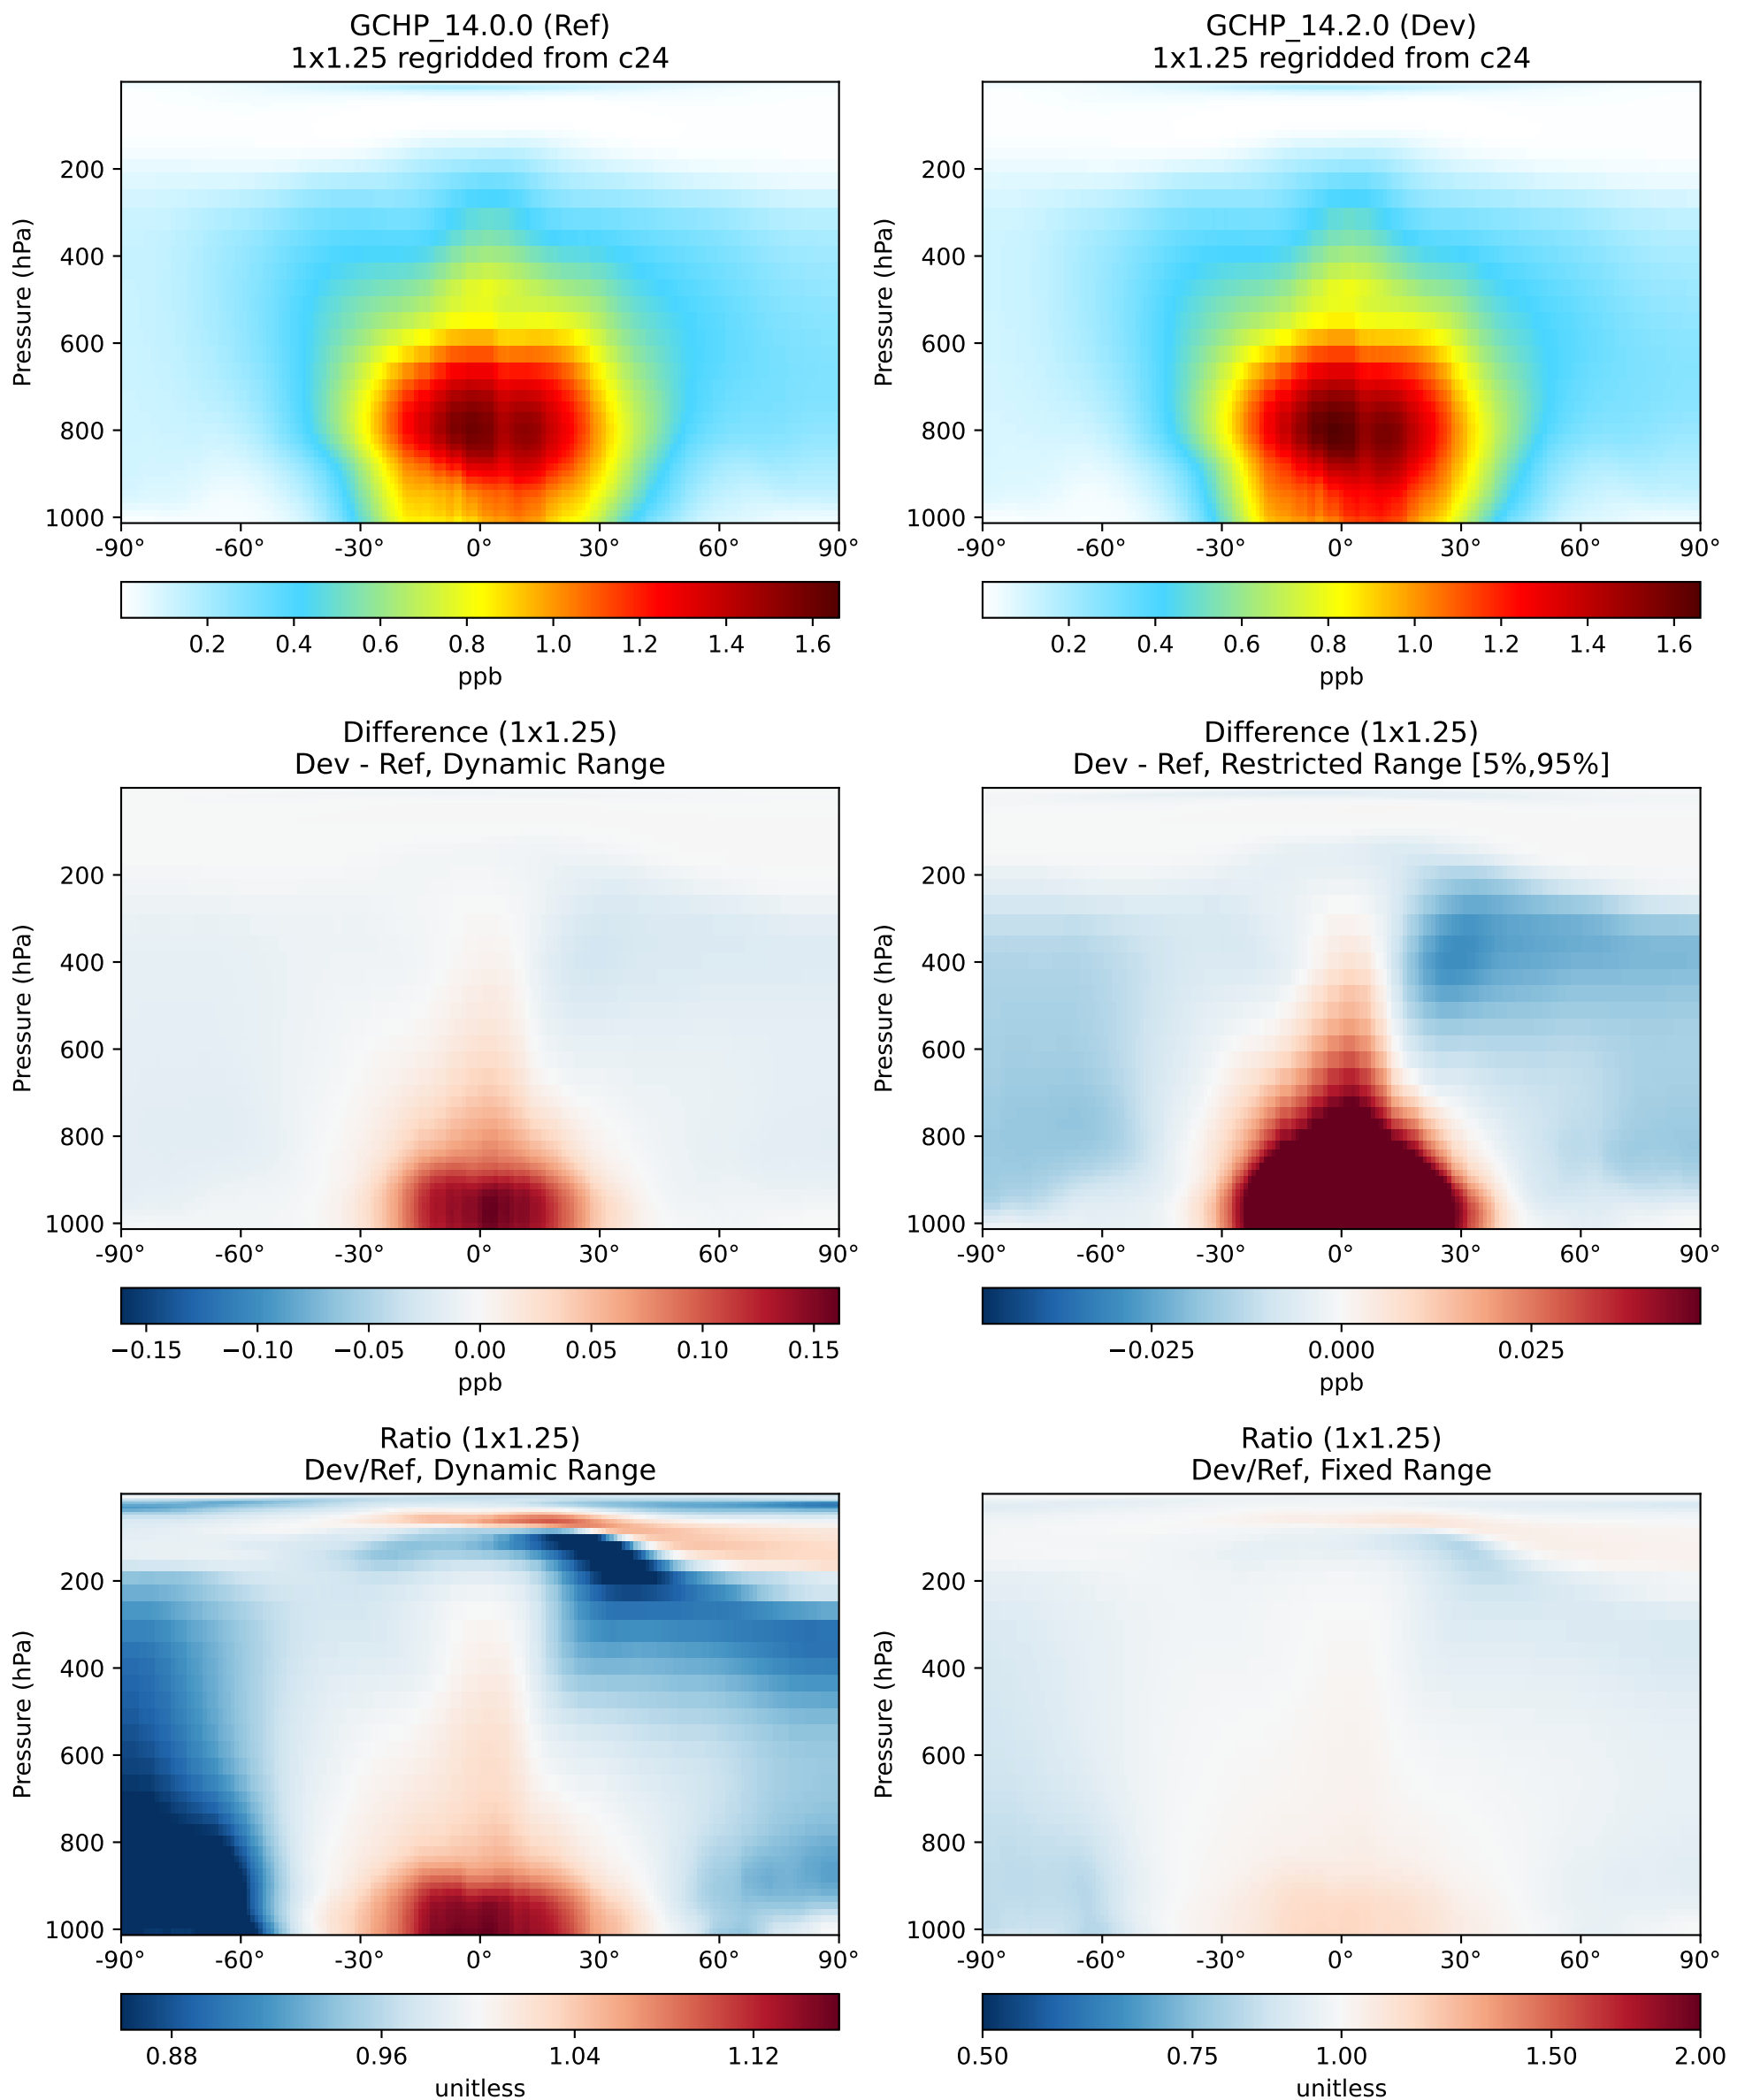 GCHP_14.0.0 (Ref)
1x1.25 regridded from c24
Pressure (hPa)
200
400
600
800
1000
-90° -60° -30° 0° 30° 60° 90°
0.2 0.4 0.6 0.8 1.0 1.2 1.4 1.6
ppb
GCHP_14.2.0 (Dev)
1x1.25 regridded from c24
Pressure (hPa)
200
400
600
800
1000
-90° -60° -30° 0° 30° 60° 90°
0.2 0.4 0.6 0.8 1.0 1.2 1.4 1.6
ppb
Difference (1x1.25)
Dev - Ref, Dynamic Range
Pressure (hPa)
200
400
600
800
1000
-90° -60° -30° 0° 30° 60° 90°
−0.15 −0.10 −0.05 0.00 0.05 0.10 0.15
ppb
Difference (1x1.25)
Dev - Ref, Restricted Range [5%,95%]
Pressure (hPa)
200
400
600
800
1000
-90° -60° -30° 0° 30° 60° 90°
−0.025 0.000 0.025
ppb
Ratio (1x1.25)
Dev/Ref, Dynamic Range
Pressure (hPa)
200
400
600
800
1000
-90° -60° -30° 0° 30° 60° 90°
0.88 0.96 1.04 1.12
unitless
Ratio (1x1.25)
Dev/Ref, Fixed Range
Pressure (hPa)
200
400
600
800
1000
-90° -60° -30° 0° 30° 60° 90°
0.50 0.75 1.00 1.50 2.00
unitless